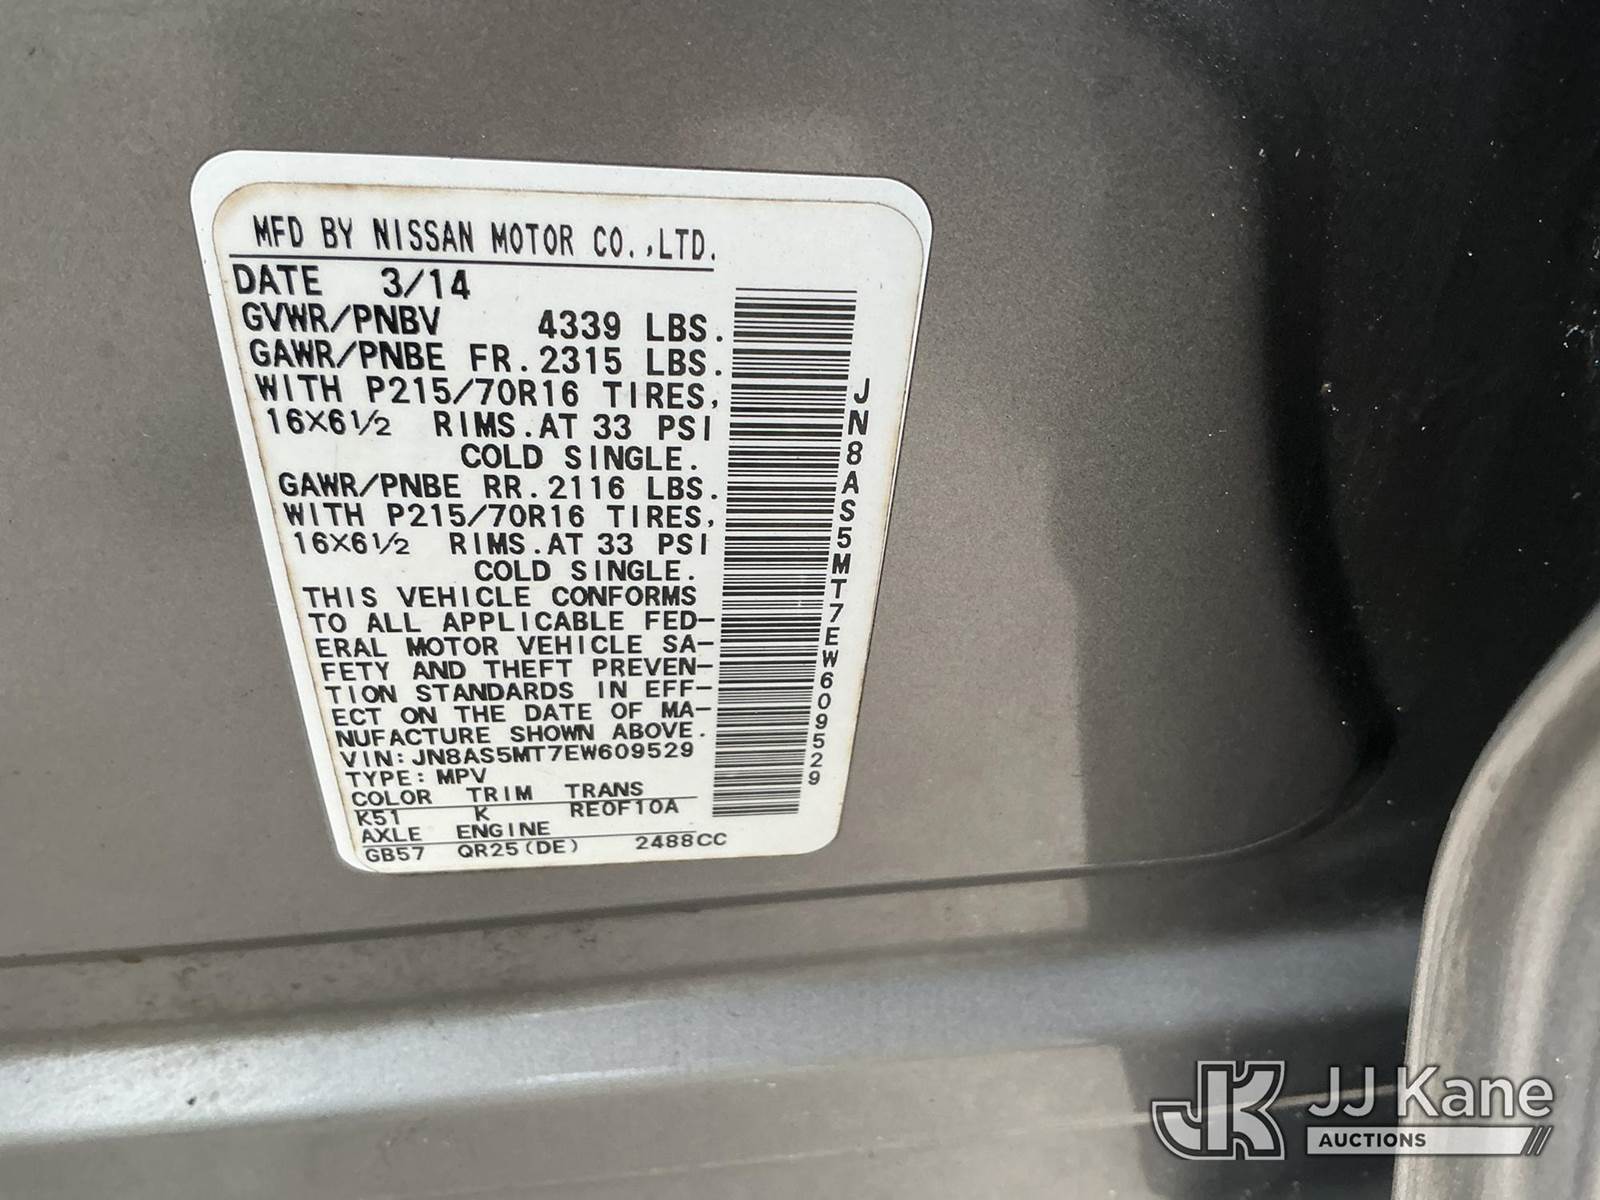 MFD BY NISSAN MOTOR CO.,LTD.
DATE 3/14
GVWR/PNBV 4339 LBS.
GAWR/PNBE FR.2315 LBS.
WITH P215/70R16 TIRES,
16X6½ RIMS.AT 33 PSI
COLD SINGLE.
GAWR/PNBE RR.2116 LBS.
WITH P215/70R16 TIRES,
16X6½ RIMS.AT 33 PSI
COLD SINGLE.
THIS VEHICLE CONFORMS
TO ALL APPLICABLE FED-
ERAL MOTOR VEHICLE SA-
FETY AND THEFT PREVEN-
TION STANDARDS IN EFF-
ECT ON THE DATE OF MA-
NUFACTURE SHOWN ABOVE.
VIN:JN8AS5MT7EW609529
TYPE:MPV
COLOR TRIM TRANS
K51 K RE0F10A
AXLE ENGINE
GB57 QR25(DE) 2488CC
JN8AS5MT7EW609529
JK JJ Kane
AUCTIONS